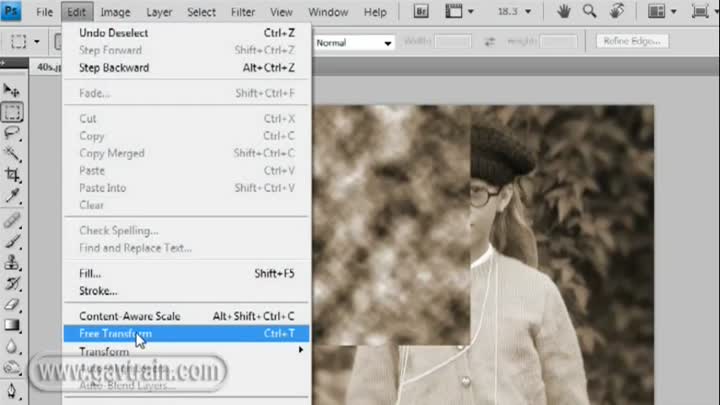 Ps File Edit Image Layer Select Filter View Window Help Br 18.3
Normal Width: Height: Refine Edge...
40s.jp
Undo Deselect Ctrl+Z
Step Forward Shift+Ctrl+Z
Step Backward Alt+Ctrl+Z
Fade... Shift+Ctrl+F
Cut Ctrl+X
Copy Ctrl+C
Copy Merged Shift+Ctrl+C
Paste Ctrl+V
Paste Into Shift+Ctrl+V
Clear
Check Spelling...
Find and Replace Text...
Fill... Shift+F5
Stroke...
Content-Aware Scale Alt+Shift+Ctrl+C
Free Transform Ctrl+T
Transform
www.gavtrain.com
Auto-Blend Layers...